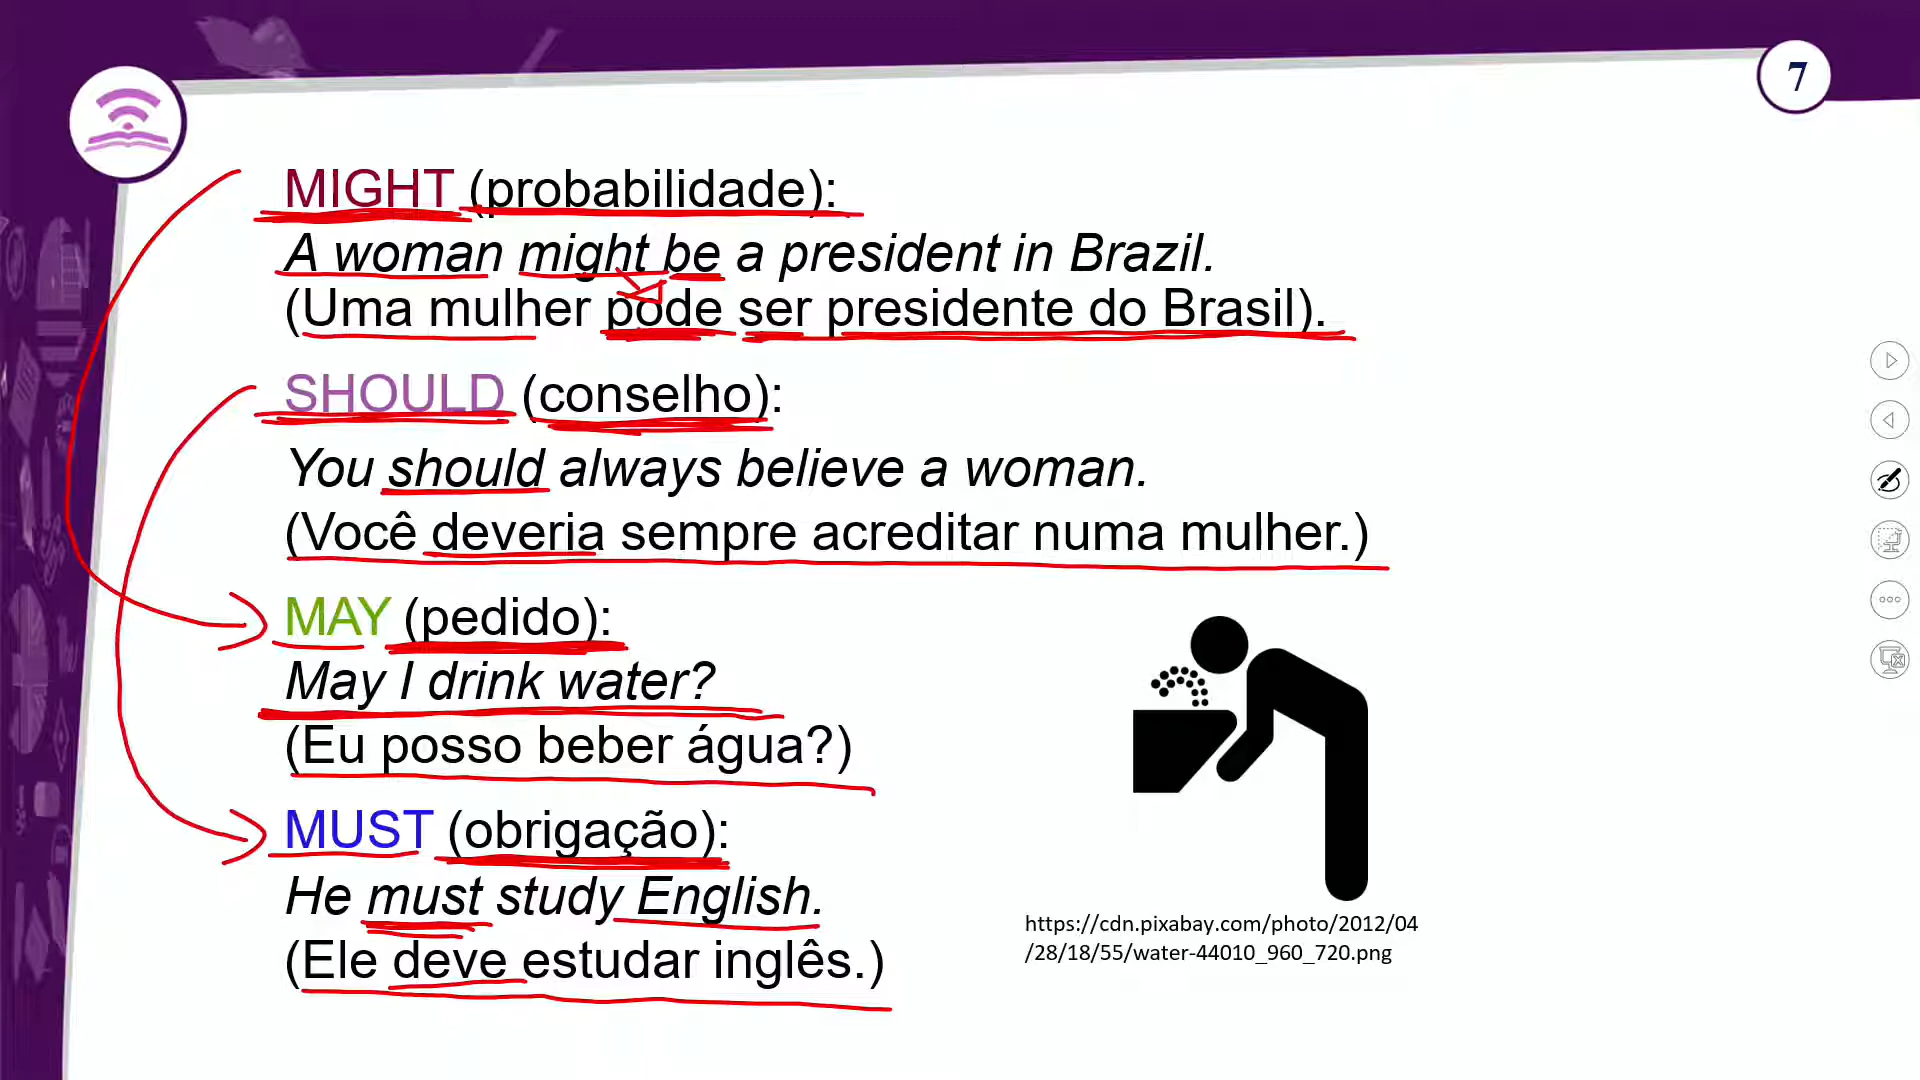 7
MIGHT (probabilidade):
A woman might be a president in Brazil.
(Uma mulher pode ser presidente do Brasil).
SHOULD (conselho):
You should always believe a woman.
(Você deveria sempre acreditar numa mulher.)
MAY (pedido):
May I drink water?
(Eu posso beber água?)
MUST (obrigação):
He must study English.
(Ele deve estudar inglês.)
https://cdn.pixabay.com/photo/2012/04
/28/18/55/water-44010_960_720.png